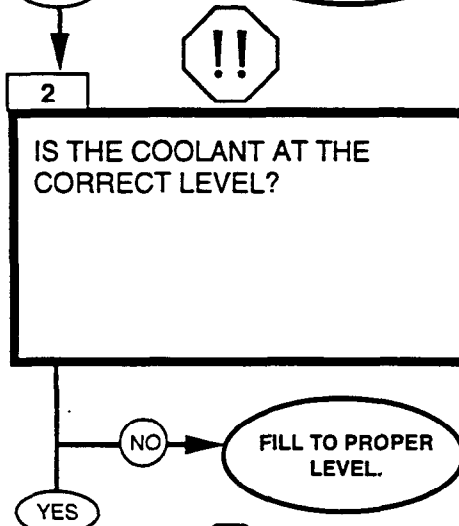 !!
2
IS THE COOLANT AT THE
CORRECT LEVEL?
NO
FILL TO PROPER
LEVEL.
YES